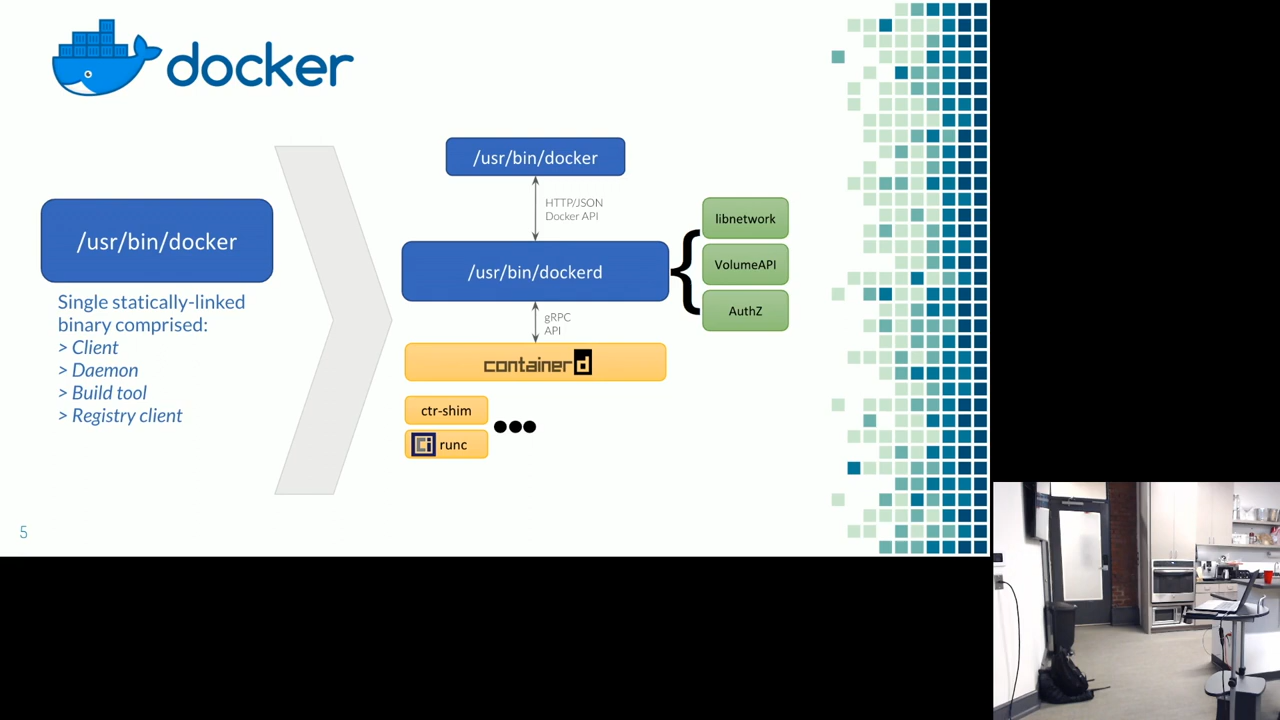 docker
/usr/bin/docker
Single statically-linked
binary comprised:
> Client
> Daemon
> Build tool
> Registry client
/usr/bin/docker
HTTP/JSON
Docker API
/usr/bin/dockerd
libnetwork
VolumeAPI
AuthZ
gRPC
API
containerd
ctr-shim
Ci runc
5